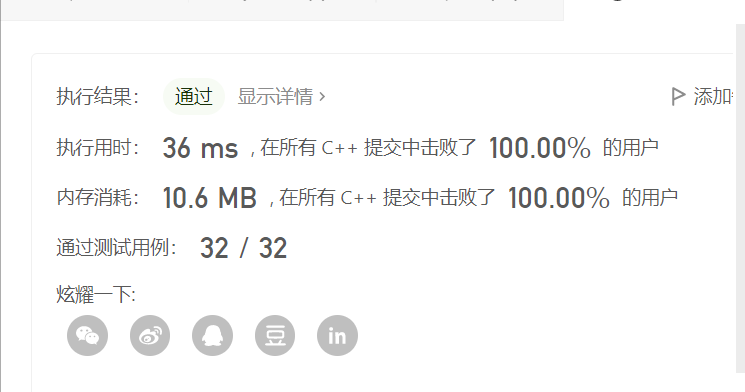 执行结果： 通过 显示详情 › 添加
执行用时： 36 ms , 在所有 C++ 提交中击败了 100.00% 的用户
内存消耗： 10.6 MB , 在所有 C++ 提交中击败了 100.00% 的用户
通过测试用例： 32 / 32
炫耀一下:
豆
in